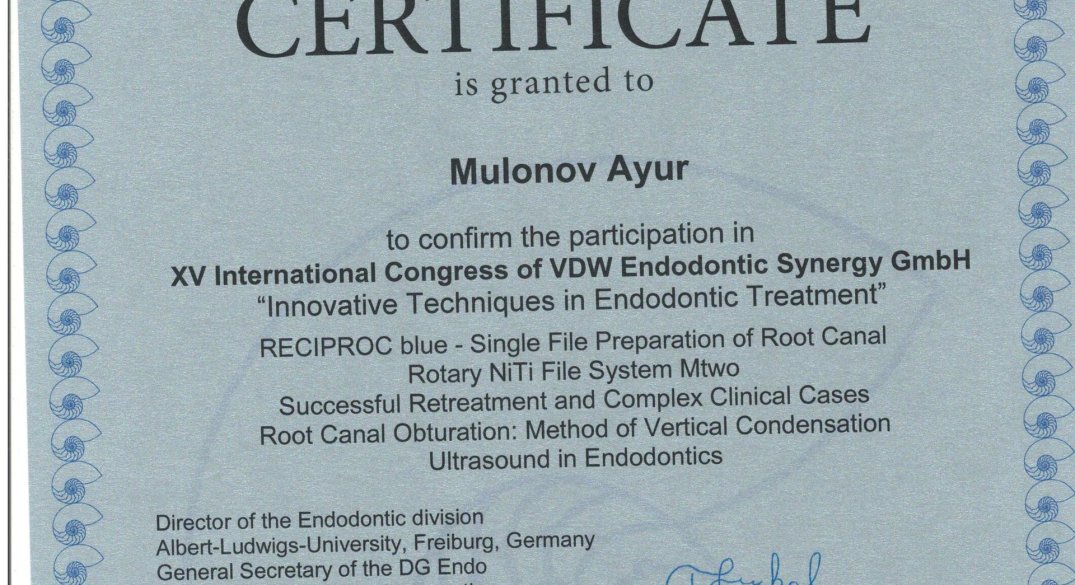 CERTIFICATE
is granted to
Mulonov Ayur
to confirm the participation in
XV International Congress of VDW Endodontic Synergy GmbH
“Innovative Techniques in Endodontic Treatment”
RECIPROC blue - Single File Preparation of Root Canal
Rotary NiTi File System Mtwo
Successful Retreatment and Complex Clinical Cases
Root Canal Obturation: Method of Vertical Condensation
Ultrasound in Endodontics
Director of the Endodontic division
Albert-Ludwigs-University, Freiburg, Germany
General Secretary of the DG Endo